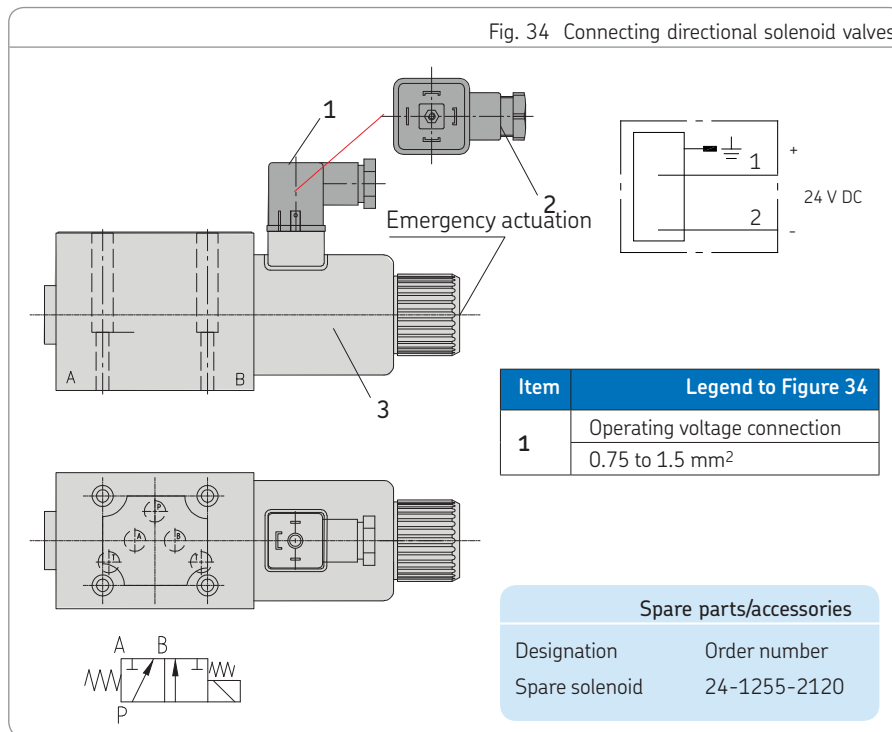 Fig. 34 Connecting directional solenoid valves
1
2
Emergency actuation
1
+
24 V DC
2
-
A
B
3
Item Legend to Figure 34
1 Operating voltage connection
0.75 to 1.5 mm²
P
A B
T T
A B
P
Spare parts/accessories
Designation Order number
Spare solenoid 24-1255-2120